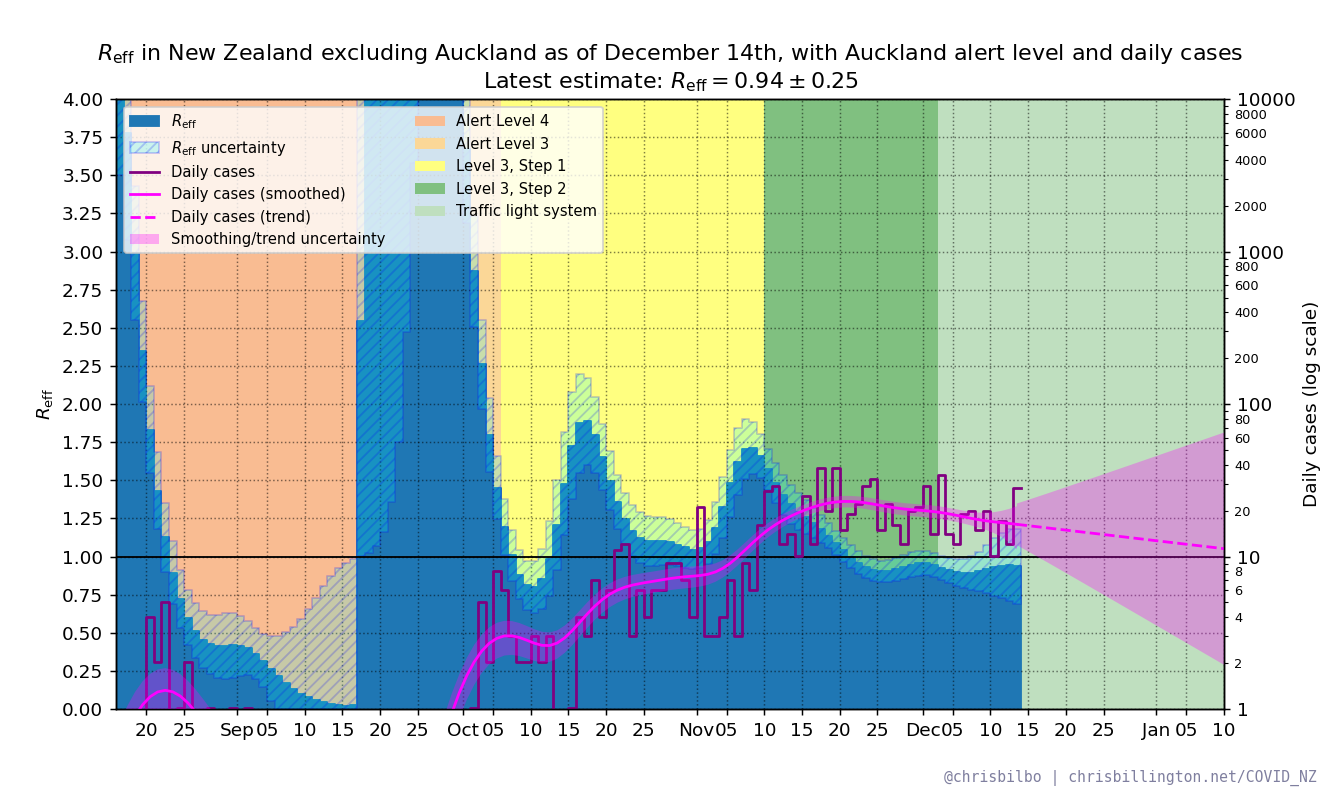 R_eff in New Zealand excluding Auckland as of December 14th, with Auckland alert level and daily cases
Latest estimate: R_eff = 0.94 ± 0.25
R_eff
R_eff uncertainty
Daily cases
Daily cases (smoothed)
Daily cases (trend)
Smoothing/trend uncertainty
Alert Level 4
Alert Level 3
Level 3, Step 1
Level 3, Step 2
Traffic light system
4.00
3.75
3.50
3.25
3.00
2.75
2.50
2.25
2.00
1.75
1.50
1.25
1.00
0.75
0.50
0.25
0.00
R_eff
10000
8000
6000
4000
2000
1000
800
600
400
200
100
80
60
40
20
10
8
6
4
2
1
Daily cases (log scale)
20 25 Sep 05 10 15 20 25 Oct 05 10 15 20 25 Nov 05 10 15 20 25 Dec 05 10 15 20 25 Jan 05 10
@chrisbilbo | chrisbillington.net/COVID_NZ